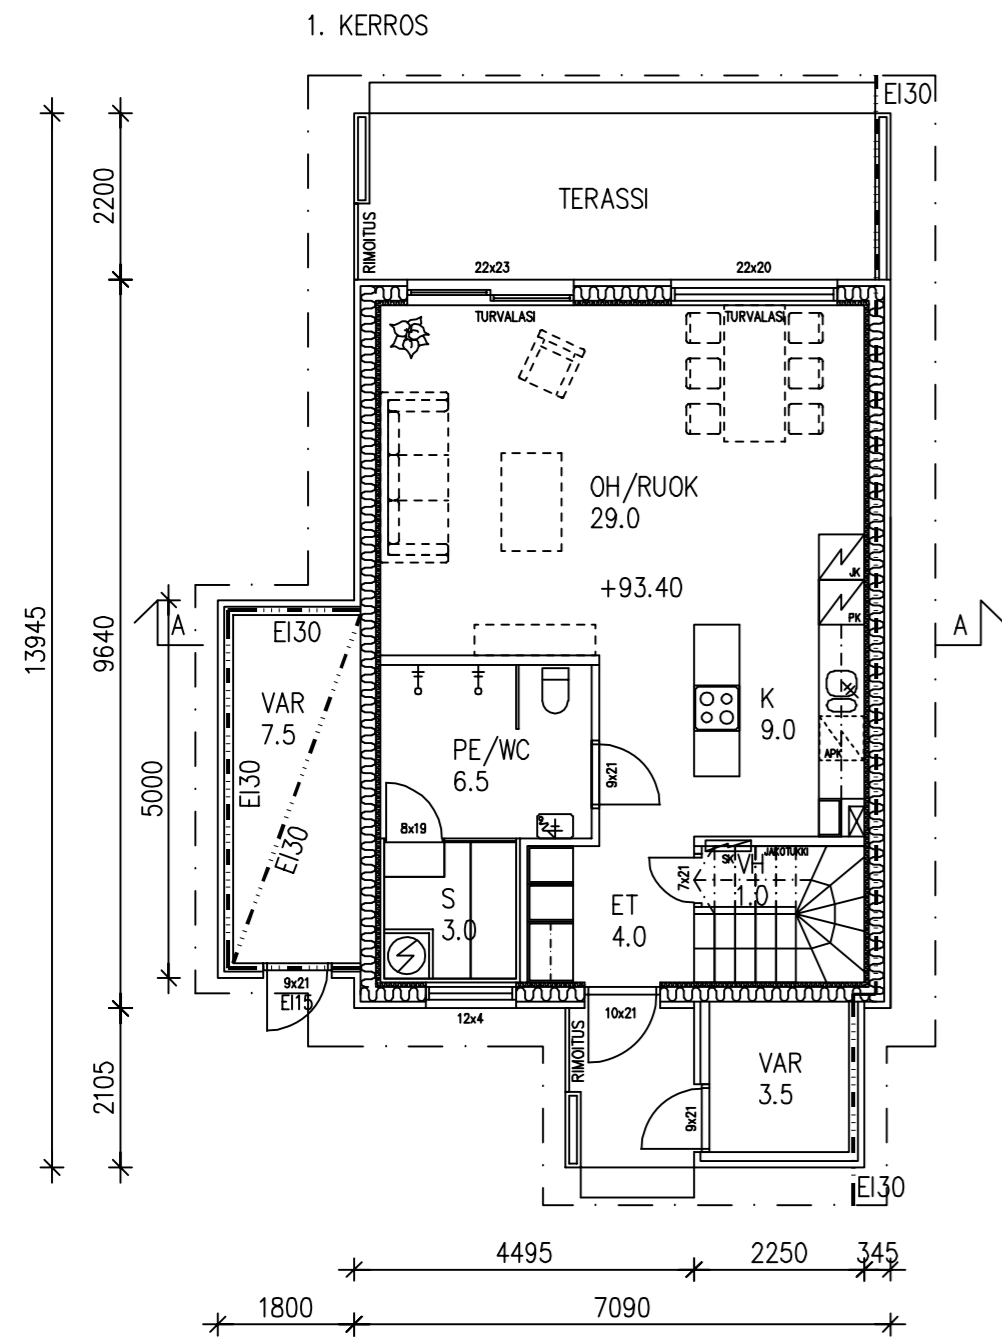 1. KERROS
EI30
2200
TERASSI
RIMOITUS
22x23
22x20
TURVALASI
TURVALASI
OH/RUOK
29.0
JK
+93.40
PK
13945
9640
A
EI30
A
VAR
7.5
K
9.0
PE/WC
6.5
APK
EI30
9x21
5000
8x19
EI30
SK
JAKOTUKKI
VH
1.0
7x21
S
3.0
ET
4.0
9x21
EI15
12x4
10x21
RIMOITUS
2105
VAR
3.5
9x21
EI30
4495
2250
345
1800
7090